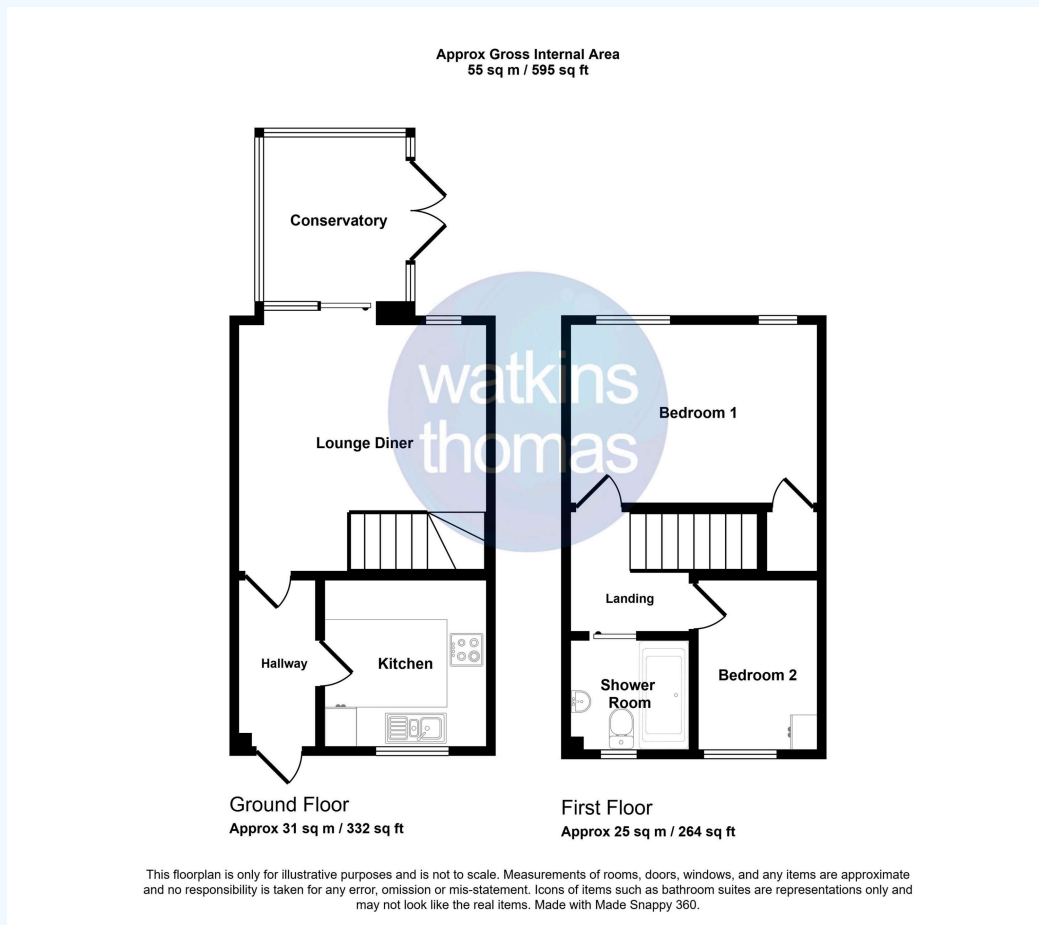 Approx Gross Internal Area
55 sq m / 595 sq ft
Conservatory
watkins
thomas
Lounge Diner
Bedroom 1
Landing
Hallway
Kitchen
Shower
Room
Bedroom 2
Ground Floor
Approx 31 sq m / 332 sq ft
First Floor
Approx 25 sq m / 264 sq ft
This floorplan is only for illustrative purposes and is not to scale. Measurements of rooms, doors, windows, and any items are approximate
and no responsibility is taken for any error, omission or mis-statement. Icons of items such as bathroom suites are representations only and
may not look like the real items. Made with Made Snappy 360.